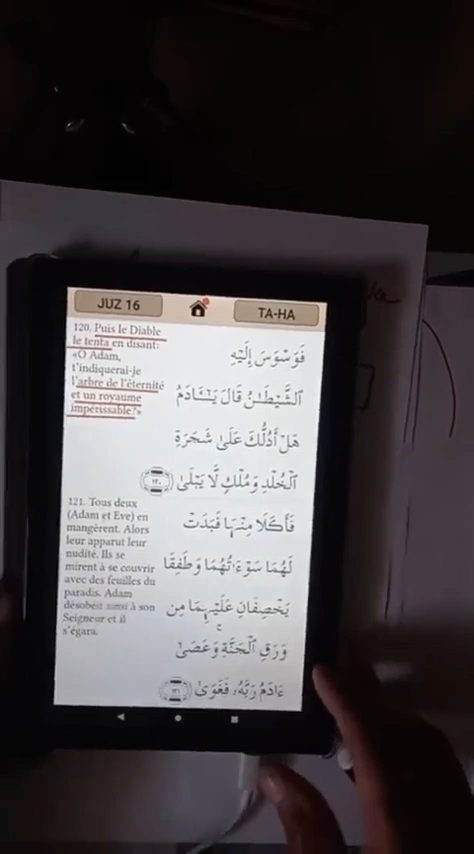 JUZ 16
TA-HA
120. Puis le Diable
le tenta en disant:
«Ô Adam,
t'indiquerai-je
l'arbre de l'éternité
et un royaume
impérissable?»
فَوَسْوَسَ إِلَيْهِ
ٱلشَّيْطَـٰنُ قَالَ يَـٰٓـَٔادَمُ
هَلْ أَدُلُّكَ عَلَىٰ شَجَرَةِ
ٱلْخُلْدِ وَمُلْكٍ لَّا يَبْلَىٰ ١٢٠
121. Tous deux
(Adam et Eve) en
mangèrent. Alors
leur apparut leur
nudité. Ils se
mirent à se couvrir
avec des feuilles du
paradis. Adam
désobéit ainsi à son
Seigneur et il
s'égara.
فَأَكَلَا مِنْهَا فَبَدَتْ
لَهُمَا سَوْءَٰتُهُمَا وَطَفِقَا
يَخْصِفَانِ عَلَيْهِمَا مِن
وَرَقِ ٱلْجَنَّةِ وَعَصَىٰٓ
ءَادَمُ رَبَّهُۥ فَغَوَىٰ ١٢١